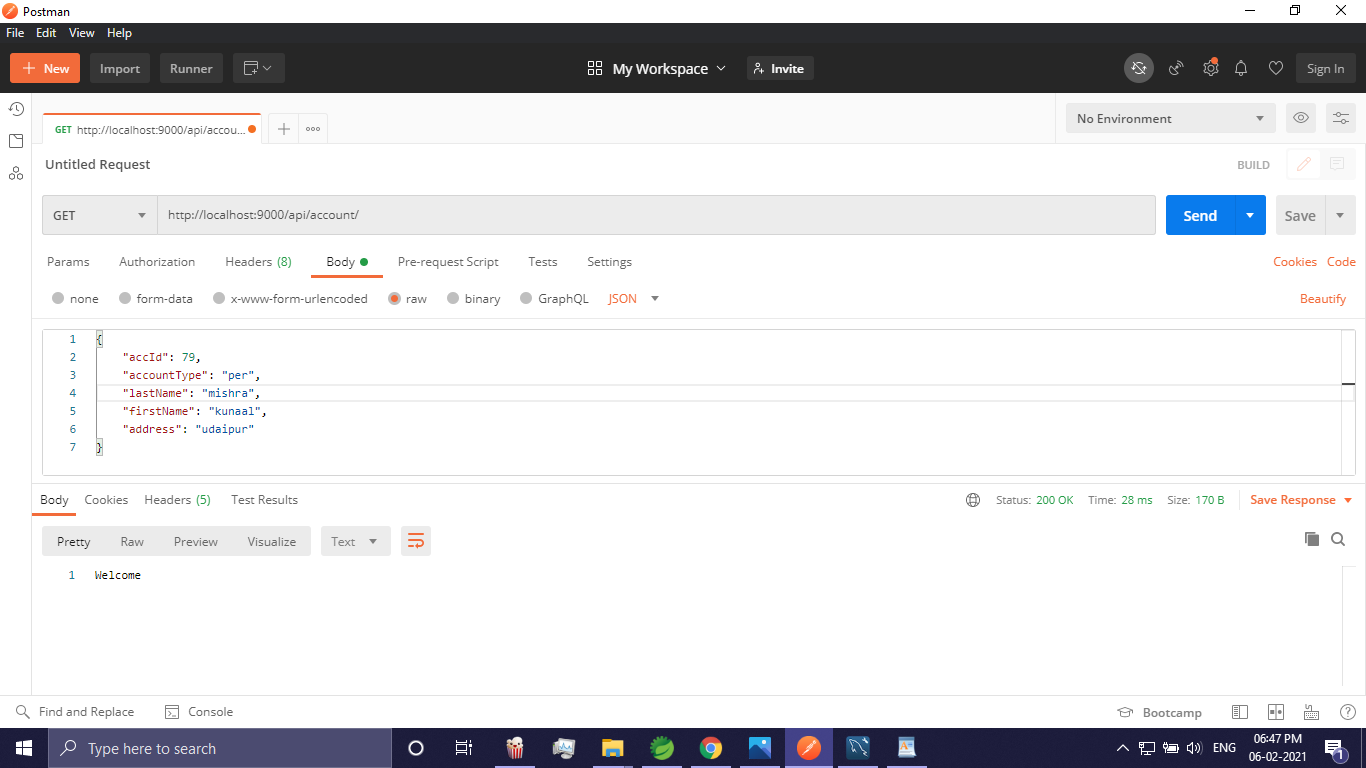 Postman
File Edit View Help
New Import Runner My Workspace Invite Sign In
GET http://localhost:9000/api/accou... No Environment
Untitled Request BUILD
GET http://localhost:9000/api/account/ Send Save
Params Authorization Headers (8) Body Pre-request Script Tests Settings Cookies Code
none form-data x-www-form-urlencoded raw binary GraphQL JSON Beautify
1 {
2 "accId": 79,
3 "accountType": "per",
4 "lastName": "mishra",
5 "firstName": "kunaal",
6 "address": "udaipur"
7 }
Body Cookies Headers (5) Test Results Status: 200 OK Time: 28 ms Size: 170 B Save Response
Pretty Raw Preview Visualize Text
1 Welcome
Find and Replace Console Bootcamp
Type here to search ENG 06:47 PM
06-02-2021 1